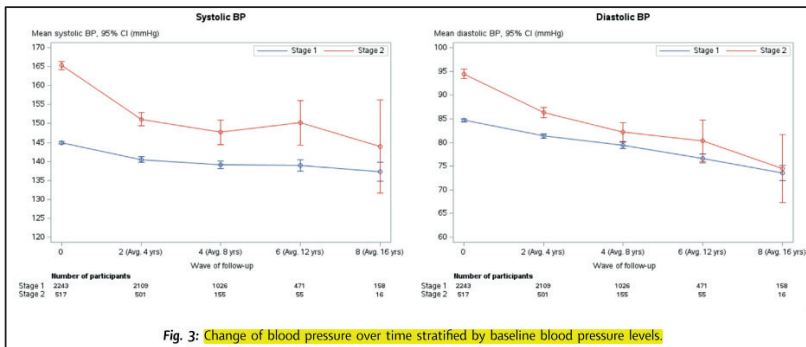 Systolic BP
Mean systolic BP, 95% CI (mmHg)
Stage 1 Stage 2
170
165
160
155
150
145
140
135
130
125
120
0 2 (Avg. 4 yrs) 4 (Avg. 8 yrs) 6 (Avg. 12 yrs) 8 (Avg. 16 yrs)
Wave of follow-up
Number of participants
Stage 1 2243 2109 1026 471 158
Stage 2 517 501 155 55 16
Diastolic BP
Mean diastolic BP, 95% CI (mmHg)
Stage 1 Stage 2
100
95
90
85
80
75
70
65
60
0 2 (Avg. 4 yrs) 4 (Avg. 8 yrs) 6 (Avg. 12 yrs) 8 (Avg. 16 yrs)
Wave of follow-up
Number of participants
Stage 1 2243 2109 1026 471 158
Stage 2 517 501 155 55 16
Fig. 3: Change of blood pressure over time stratified by baseline blood pressure levels.